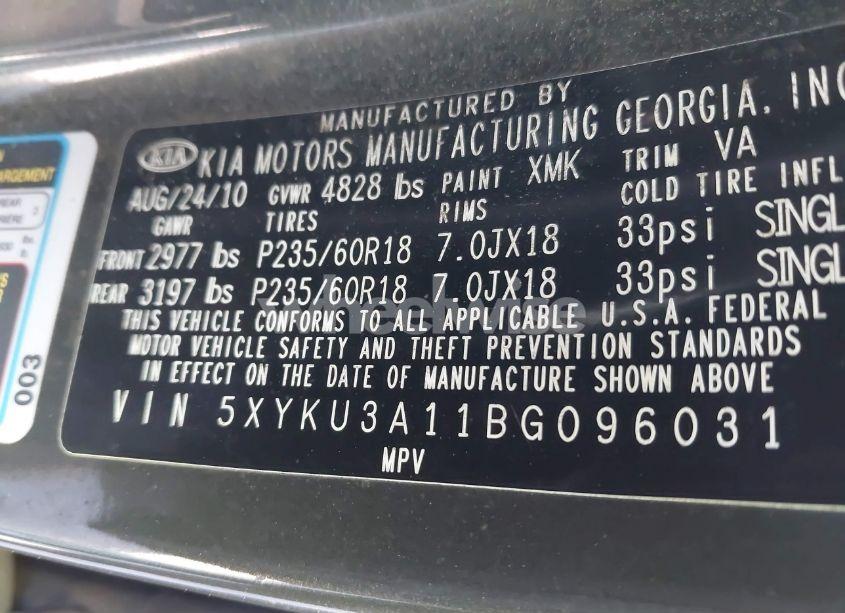 MANUFACTURED BY
KIA KIA MOTORS MANUFACTURING GEORGIA, INC
AUG/24/10 GVWR 4828 lbs PAINT XMK TRIM VA
GAWR TIRES RIMS COLD TIRE INFL
FRONT 2977 lbs P235/60R18 7.0JX18 33psi SINGL
REAR 3197 lbs P235/60R18 7.0JX18 33psi SINGL
THIS VEHICLE CONFORMS TO ALL APPLICABLE U.S.A. FEDERAL
MOTOR VEHICLE SAFETY AND THEFT PREVENTION STANDARDS
IN EFFECT ON THE DATE OF MANUFACTURE SHOWN ABOVE
VIN 5XYKU3A11BG096031
MPV
ARGEMENT
REAR
003